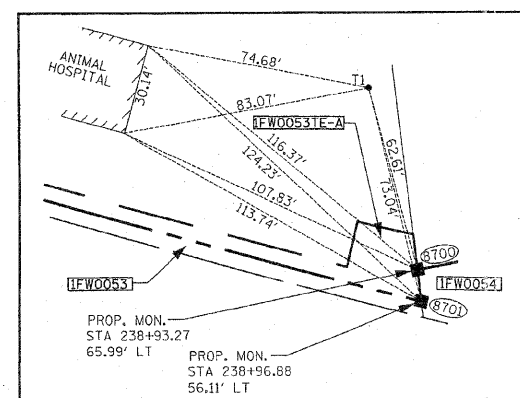 ANIMAL
HOSPITAL
30.14'
74.68'
T1
83.07'
1FW0053TE-A
116.37'
124.23'
62.61'
73.04'
107.83'
113.74'
8700
1FW0053
1FW0054
8701
PROP. MON.
STA 238+93.27
65.99' LT
PROP. MON.
STA 238+96.88
56.11' LT